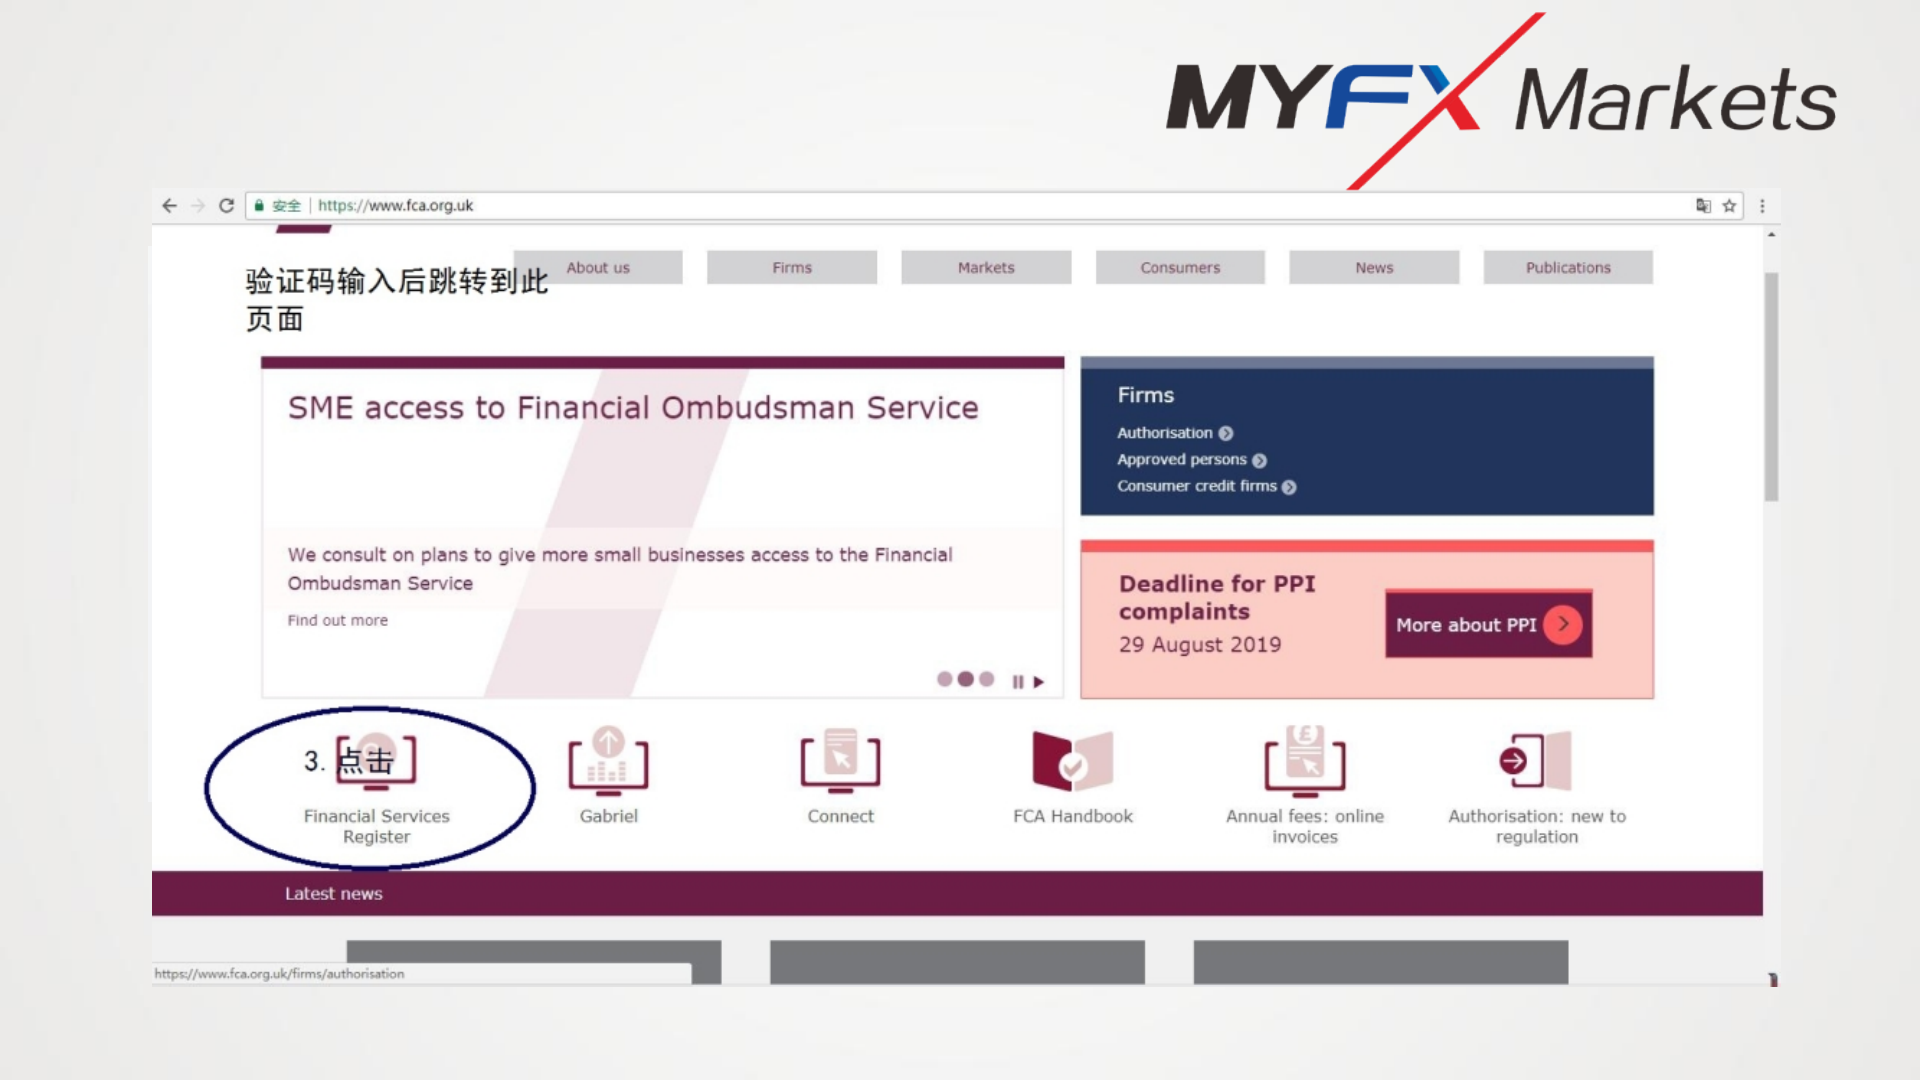 MYFX Markets
安全 | https://www.fca.org.uk
About us
Firms
Markets
Consumers
News
Publications
验证码输入后跳转到此
页面
SME access to Financial Ombudsman Service
We consult on plans to give more small businesses access to the Financial
Ombudsman Service
Find out more
Firms
Authorisation
Approved persons
Consumer credit firms
Deadline for PPI
complaints
29 August 2019
More about PPI
3. 点击
Financial Services
Register
Gabriel
Connect
FCA Handbook
£
Annual fees: online
invoices
Authorisation: new to
regulation
Latest news
https://www.fca.org.uk/firms/authorisation